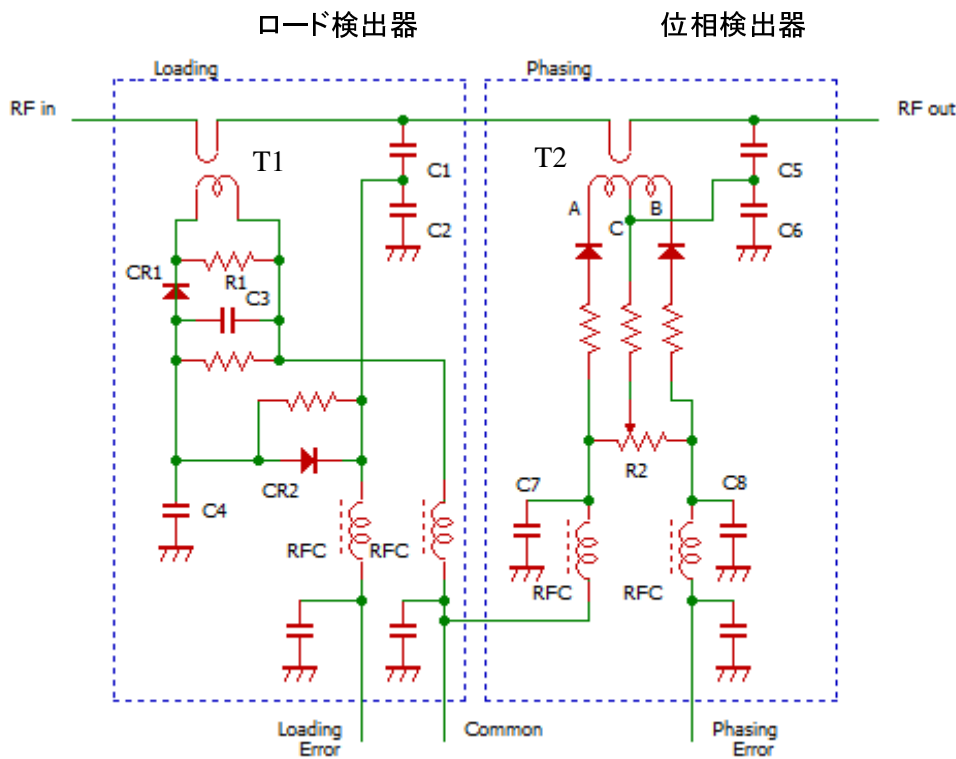 ロード検出器
位相検出器
Loading
Phasing
RF in
RF out
T1
T2
C1
C5
C2
C6
A
B
C
CR1
R1
C3
R2
CR2
C4
C7
C8
RFC
RFC
RFC
RFC
Loading
Error
Common
Phasing
Error